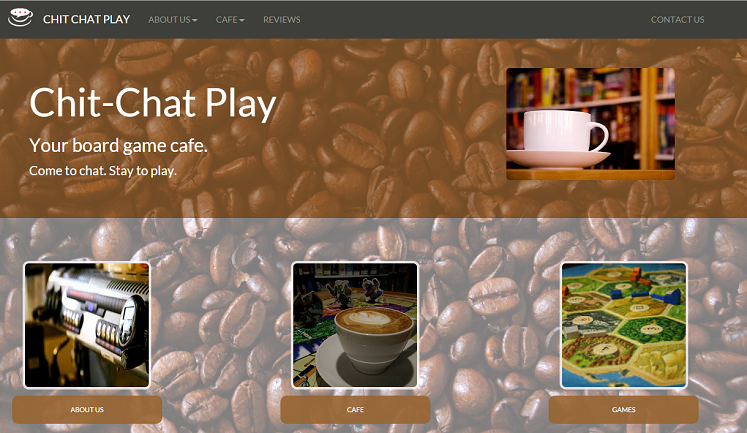 CHIT CHAT PLAY
ABOUT US
CAFE
REVIEWS
CONTACT US
Chit-Chat Play
Your board game cafe.
Come to chat. Stay to play.
ABOUT US
CAFE
GAMES